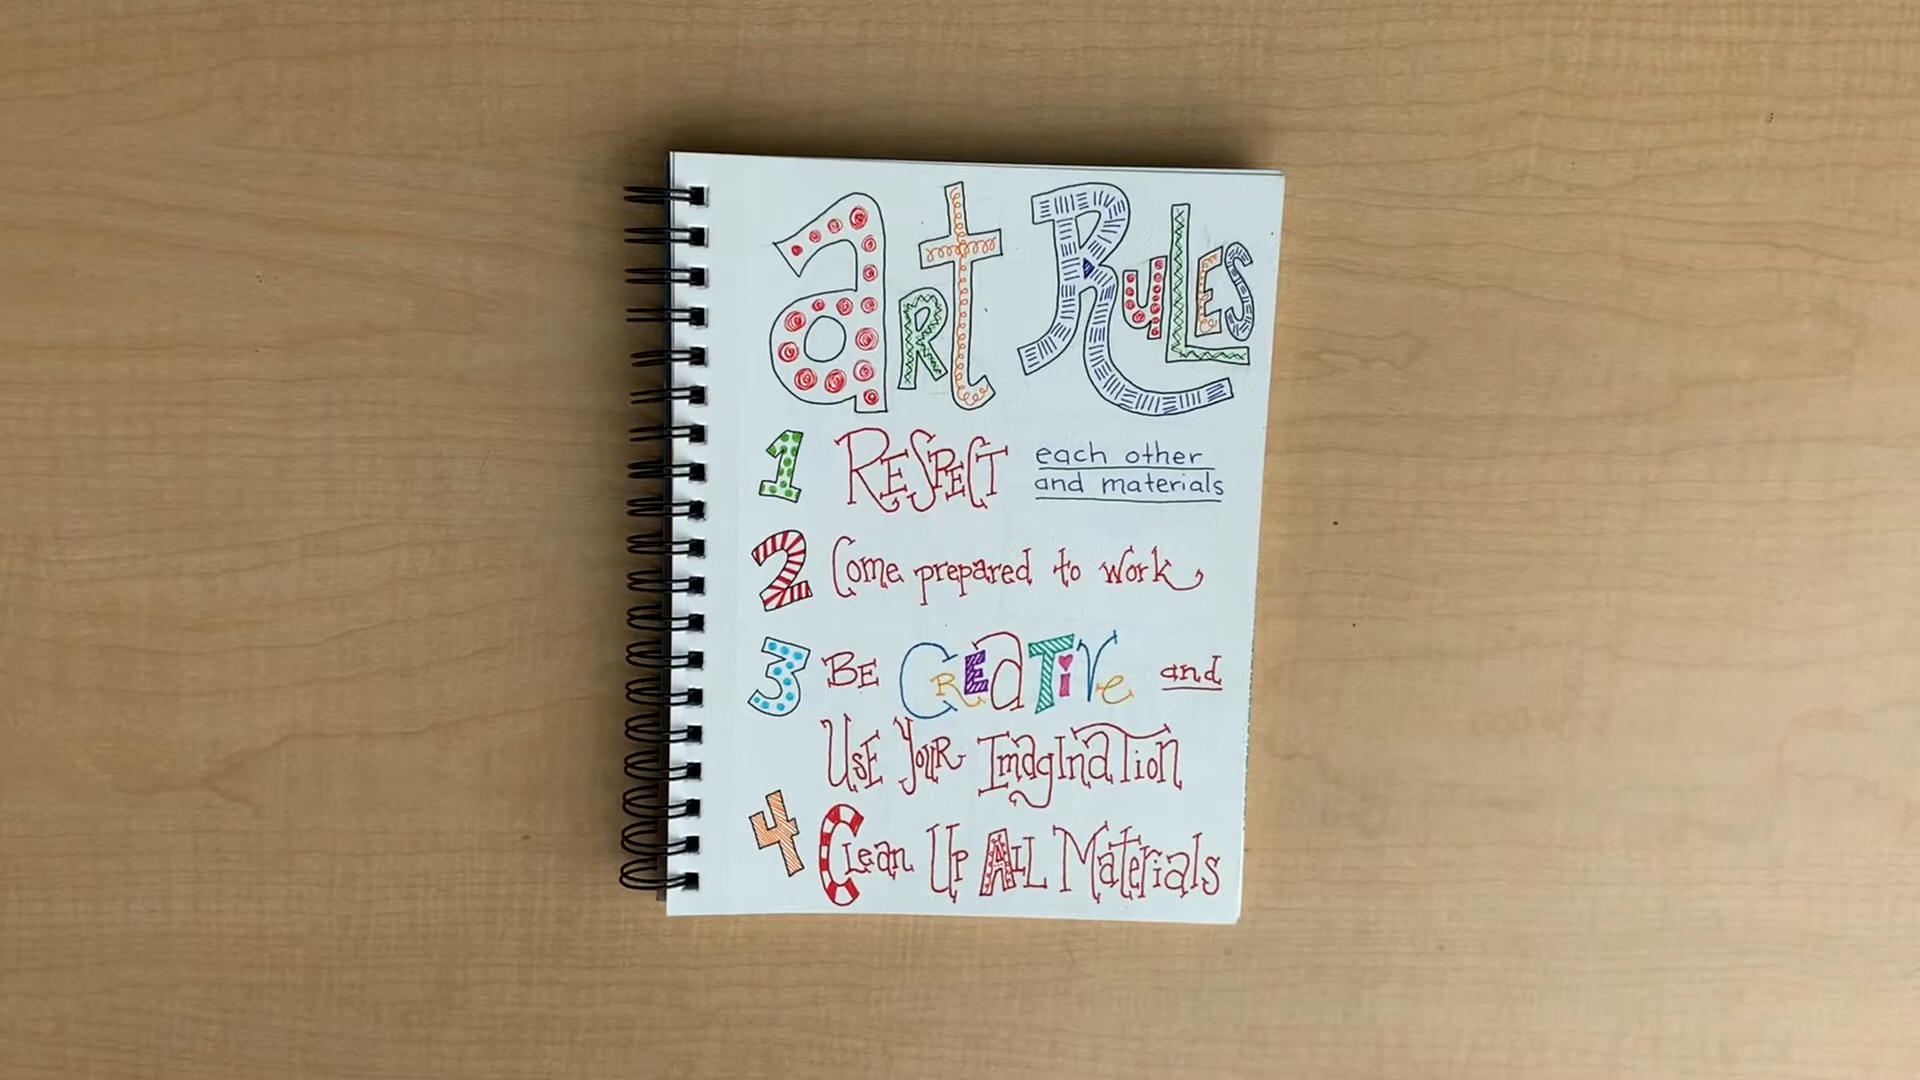 art RuLES
1 RESPECT each other
and materials
2 Come prepared to work
3 BE CREATiVe and
USE YOUR ImagInaTion
4 Clean Up ALL Materials